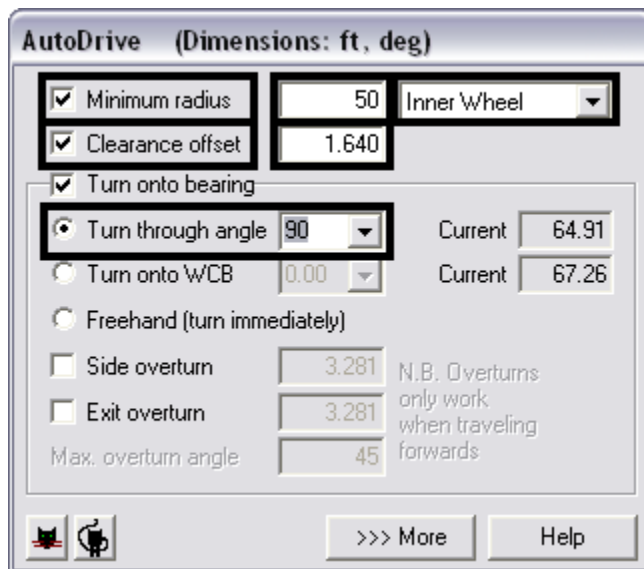 AutoDrive (Dimensions: ft, deg)
Minimum radius 50 Inner Wheel
Clearance offset 1.640
Turn onto bearing
Turn through angle 90 Current 64.91
Turn onto WCB 0.00 Current 67.26
Freehand (turn immediately)
Side overturn 3.281 N.B. Overturns
only work
Exit overturn 3.281 when traveling
Max. overturn angle 45 forwards
>>> More Help